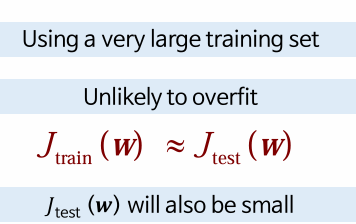 Using a very large training set
Unlikely to overfit
J_train (w) ≈ J_test (w)
J_test (w) will also be small